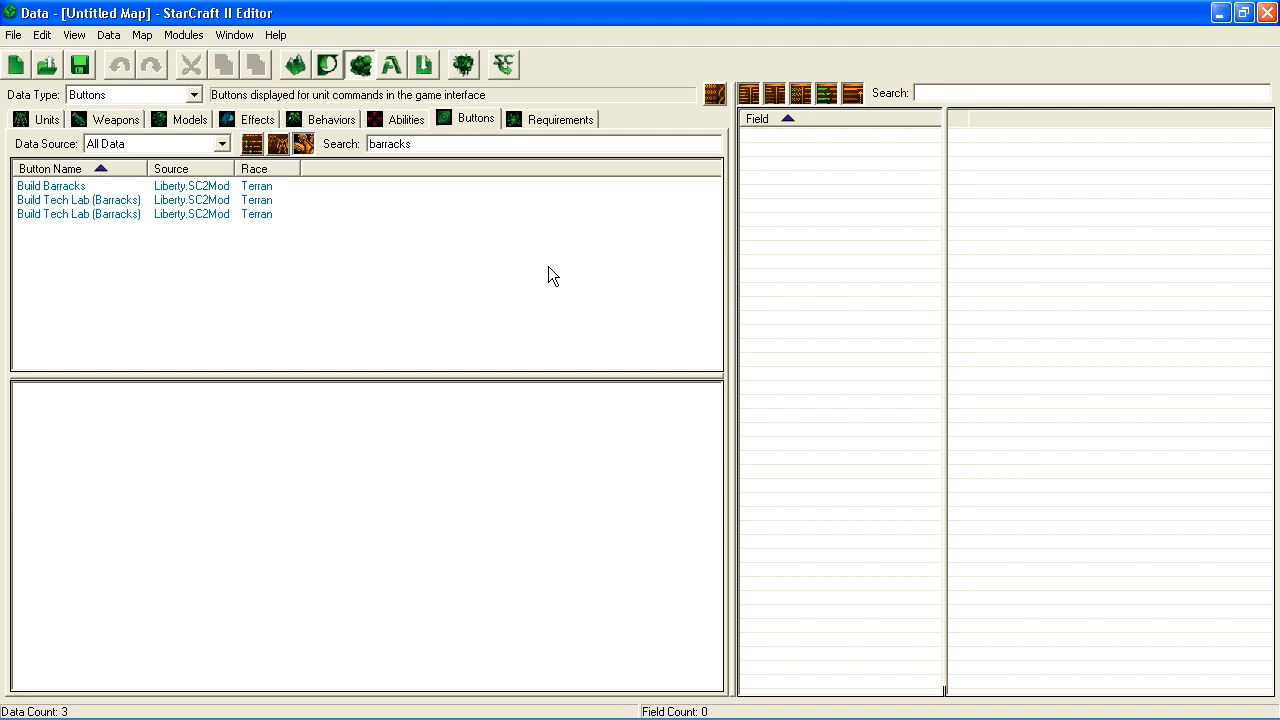 Data - [Untitled Map] - StarCraft II Editor
File Edit View Data Map Modules Window Help
Data Type: Buttons Buttons displayed for unit commands in the game interface Search:
Units Weapons Models Effects Behaviors Abilities Buttons Requirements Field
Data Source: All Data Search: barracks
Button Name Source Race
Build Barracks Liberty.SC2Mod Terran
Build Tech Lab (Barracks) Liberty.SC2Mod Terran
Build Tech Lab (Barracks) Liberty.SC2Mod Terran
Data Count: 3 Field Count: 0